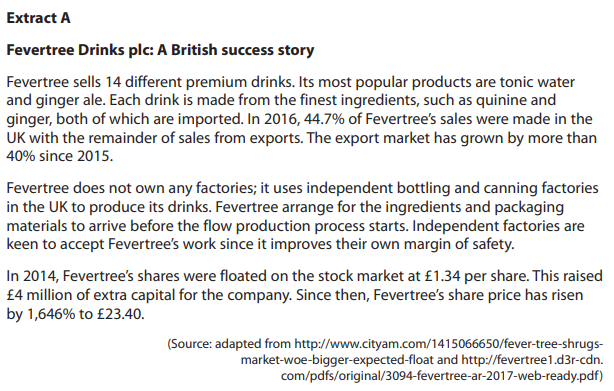 Extract A
Fevertree Drinks plc: A British success story
Fevertree sells 14 different premium drinks. Its most popular products are tonic water
and ginger ale. Each drink is made from the finest ingredients, such as quinine and
ginger, both of which are imported. In 2016, 44.7% of Fevertree's sales were made in the
UK with the remainder of sales from exports. The export market has grown by more than
40% since 2015.
Fevertree does not own any factories; it uses independent bottling and canning factories
in the UK to produce its drinks. Fevertree arrange for the ingredients and packaging
materials to arrive before the flow production process starts. Independent factories are
keen to accept Fevertree's work since it improves their own margin of safety.
In 2014, Fevertree's shares were floated on the stock market at £1.34 per share. This raised
£4 million of extra capital for the company. Since then, Fevertree's share price has risen
by 1,646% to £23.40.
(Source: adapted from http://www.cityam.com/1415066650/fever-tree-shrugs-
market-woe-bigger-expected-float and http://fevertree1.d3r-cdn.
com/pdfs/original/3094-fevertree-ar-2017-web-ready.pdf)